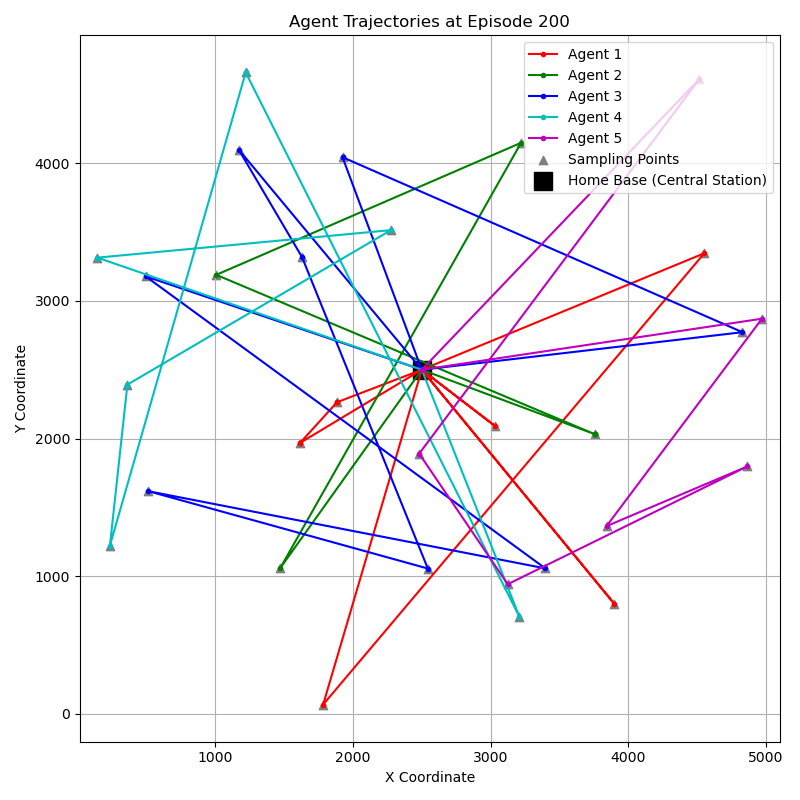 Agent Trajectories at Episode 200
Agent 1
Agent 2
Agent 3
Agent 4
Agent 5
Sampling Points
Home Base (Central Station)
Y Coordinate
4000
3000
2000
1000
0
1000
2000
3000
4000
5000
X Coordinate